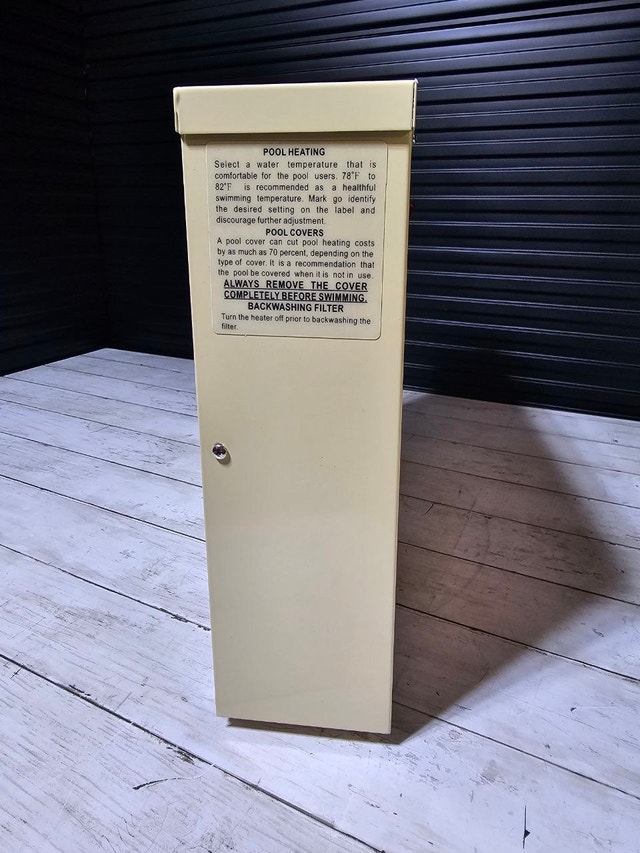 POOL HEATING
Select a water temperature that is
comfortable for the pool users. 78°F to
82°F is recommended as a healthful
swimming temperature. Mark go identify
the desired setting on the label and
discourage further adjustment.
POOL COVERS
A pool cover can cut pool heating costs
by as much as 70 percent, depending on the
type of cover. It is a recommendation that
the pool be covered when it is not in use.
ALWAYS REMOVE THE COVER
COMPLETELY BEFORE SWIMMING.
BACKWASHING FILTER
Turn the heater off prior to backwashing the
filter.